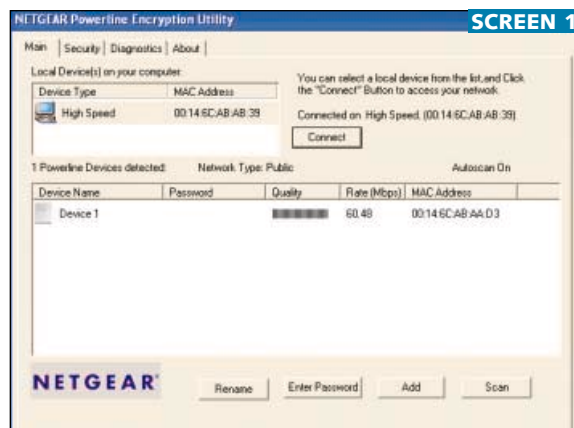 NETGEAR Powerline Encryption Utility
SCREEN 1
Main Security Diagnostics About
Local Device(s) on your computer:
Device Type MAC Address
High Speed 00:14:6C:AB:AB:39
You can select a local device from the list,and Click
the "Connect" Button to access your network.
Connected on High Speed. (00:14:6C:AB:AB:39)
Connect
1 Powerline Devices detected Network Type: Public Autoscan On
Device Name Password Quality Rate (Mbps) MAC Address
Device 1 60.48 00:14:6C:AB:AA:D3
NETGEAR
Rename Enter Password Add Scan